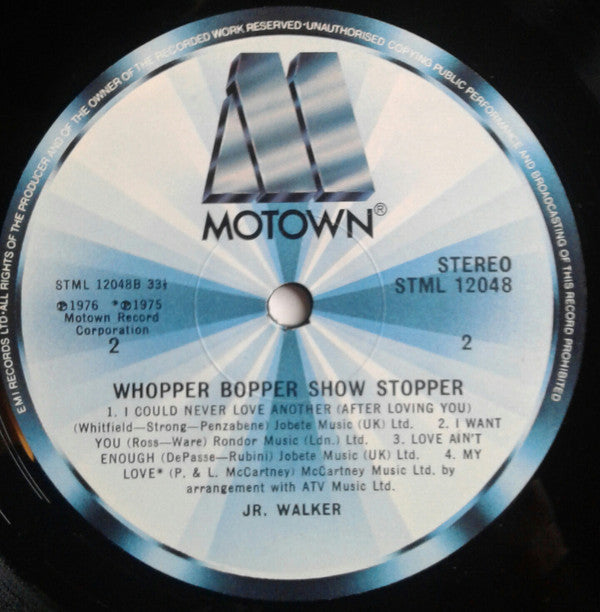 EMI RECORDS LTD·ALL RIGHTS OF THE PRODUCER AND OF THE OWNER OF THE RECORDED WORK RESERVED·UNAUTHORISED COPYING PUBLIC PERFORMANCE AND BROADCASTING OF THIS RECORD PROHIBITED
MOTOWN®
STML 12048B 33⅓
℗1976 *℗1975
Motown Record
Corporation
2
STEREO
STML 12048
2
WHOPPER BOPPER SHOW STOPPER
1. I COULD NEVER LOVE ANOTHER (AFTER LOVING YOU)
(Whitfield—Strong—Penzabene) Jobete Music (UK) Ltd. 2. I WANT
YOU (Ross—Ware) Rondor Music (Ldn.) Ltd. 3. LOVE AIN'T
ENOUGH (DePasse—Rubini) Jobete Music (UK) Ltd. 4. MY
LOVE* (P. & L. McCartney) McCartney Music Ltd. by
arrangement with ATV Music Ltd.
JR. WALKER